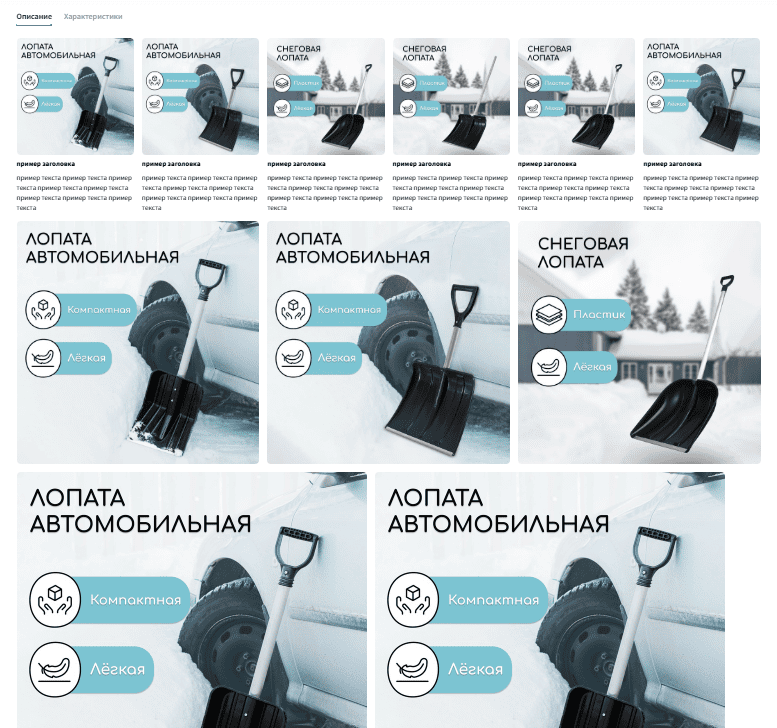 Описание Характеристики
ЛОПАТА
АВТОМОБИЛЬНАЯ
Компактная
Лёгкая
ЛОПАТА
АВТОМОБИЛЬНАЯ
Компактная
Лёгкая
СНЕГОВАЯ
ЛОПАТА
Пластик
Лёгкая
СНЕГОВАЯ
ЛОПАТА
Пластик
Лёгкая
СНЕГОВАЯ
ЛОПАТА
Пластик
Лёгкая
ЛОПАТА
АВТОМОБИЛЬНАЯ
Компактная
Лёгкая
пример заголовка
пример текста пример текста пример
текста пример текста пример текста
пример текста пример текста пример
текста
пример заголовка
пример текста пример текста пример
текста пример текста пример текста
пример текста пример текста пример
текста
пример заголовка
пример текста пример текста пример
текста пример текста пример текста
пример текста пример текста пример
текста
пример заголовка
пример текста пример текста пример
текста пример текста пример текста
пример текста пример текста пример
текста
пример заголовка
пример текста пример текста пример
текста пример текста пример текста
пример текста пример текста пример
текста
пример заголовка
пример текста пример текста пример
текста пример текста пример текста
пример текста пример текста пример
текста
ЛОПАТА
АВТОМОБИЛЬНАЯ
Компактная
Лёгкая
ЛОПАТА
АВТОМОБИЛЬНАЯ
Компактная
Лёгкая
СНЕГОВАЯ
ЛОПАТА
Пластик
Лёгкая
ЛОПАТА
АВТОМОБИЛЬНАЯ
Компактная
Лёгкая
ЛОПАТА
АВТОМОБИЛЬНАЯ
Компактная
Лёгкая